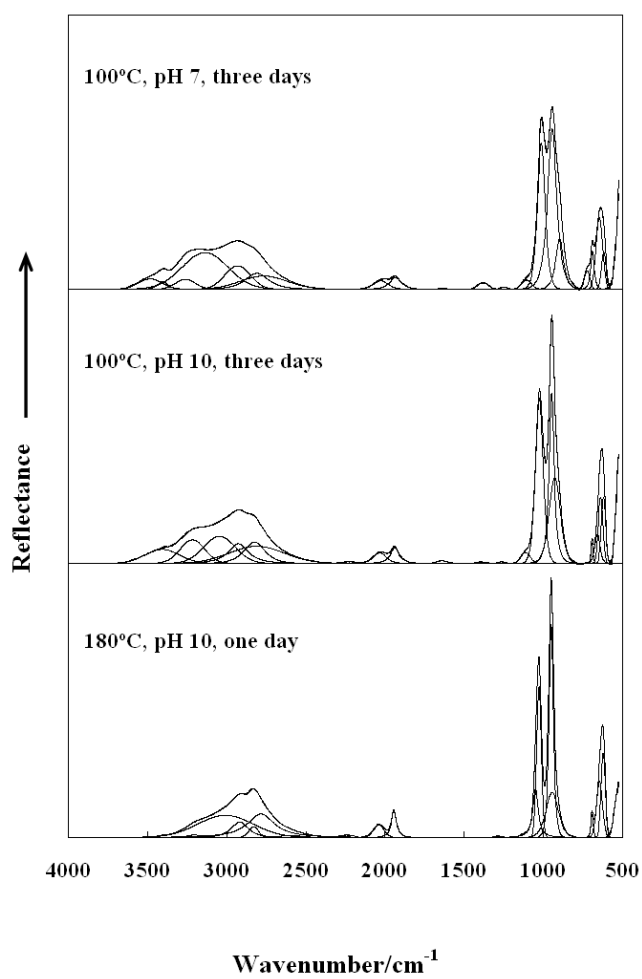 100°C, pH 7, three days
100°C, pH 10, three days
180°C, pH 10, one day
Reflectance
4000 3500 3000 2500 2000 1500 1000 500
Wavenumber/cm⁻¹